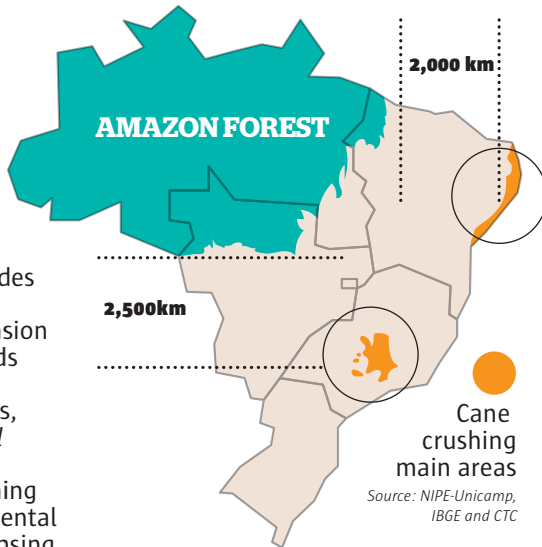 2,000 km
AMAZON FOREST
2,500km
Cane
crushing
main areas
Source: NIPE-Unicamp,
IBGE and CTC